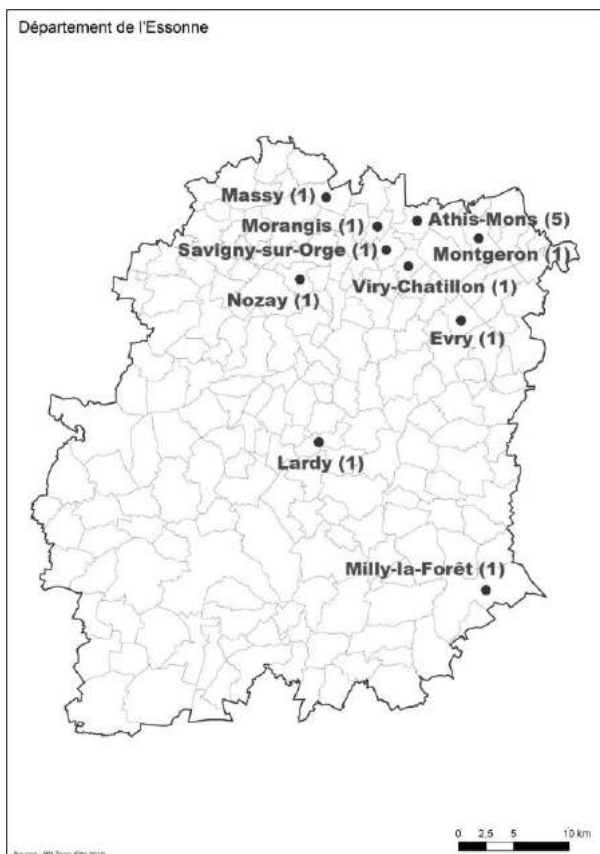 Département de l'Essonne
Massy (1)
Athis-Mons (5)
Morangis (1)
Savigny-sur-Orge (1)
Montgeron (1)
Viry-Chatillon (1)
Nozay (1)
Evry (1)
Lardy (1)
Milly-la-Forêt (1)
0 2,5 5 10 km